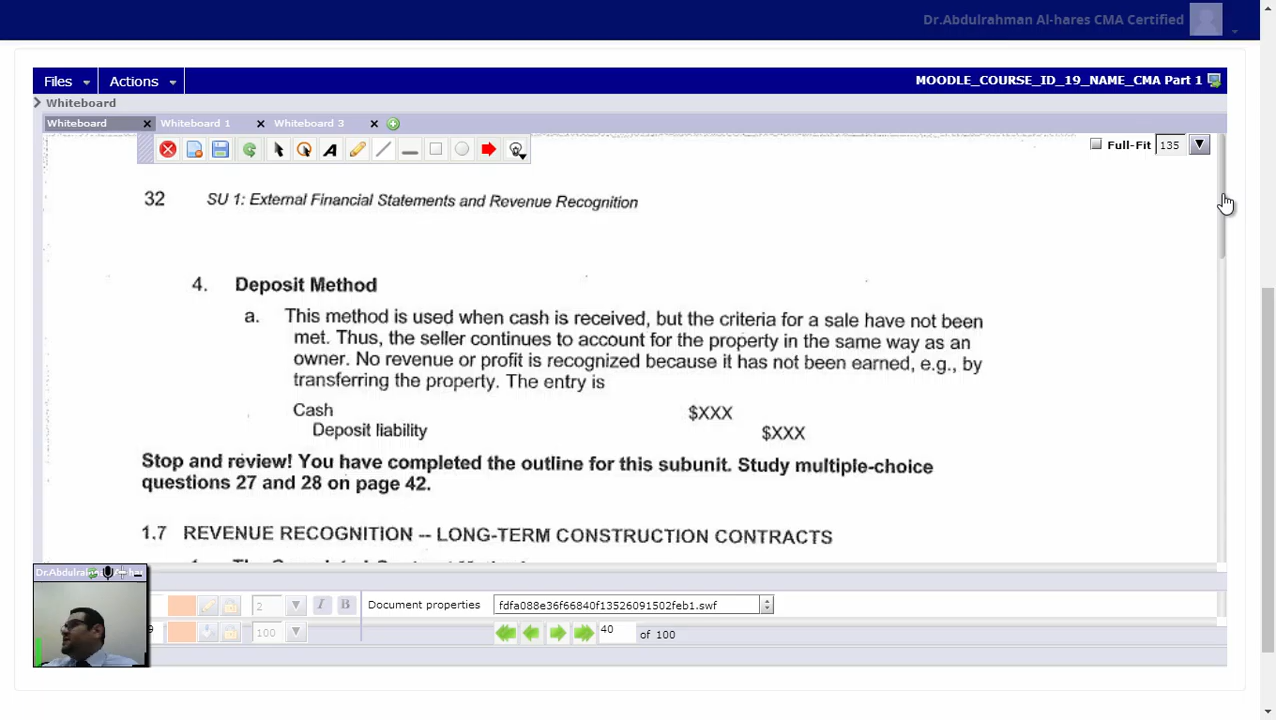 Dr.Abdulrahman Al-hares CMA Certified
Files Actions MOODLE_COURSE_ID_19_NAME_CMA Part 1
Whiteboard
Whiteboard Whiteboard 1 Whiteboard 3
A Full-Fit 135
32 SU 1: External Financial Statements and Revenue Recognition
4. Deposit Method
a. This method is used when cash is received, but the criteria for a sale have not been
met. Thus, the seller continues to account for the property in the same way as an
owner. No revenue or profit is recognized because it has not been earned, e.g., by
transferring the property. The entry is
Cash $XXX
Deposit liability $XXX
Stop and review! You have completed the outline for this subunit. Study multiple-choice
questions 27 and 28 on page 42.
1.7 REVENUE RECOGNITION -- LONG-TERM CONSTRUCTION CONTRACTS
2 I B Document properties fdfa088e36f66840f13526091502feb1.swf
9 100 40 of 100